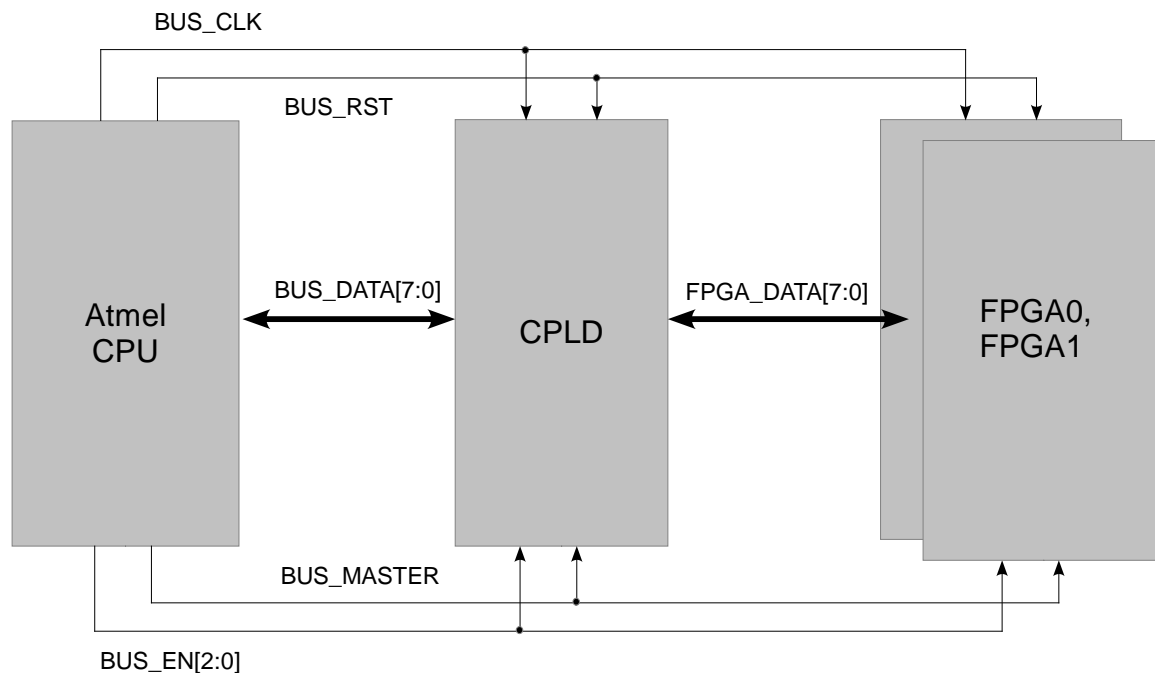 BUS_CLK
BUS_RST
BUS_DATA[7:0]
FPGA_DATA[7:0]
Atmel
CPU
CPLD
FPGA0,
FPGA1
BUS_MASTER
BUS_EN[2:0]